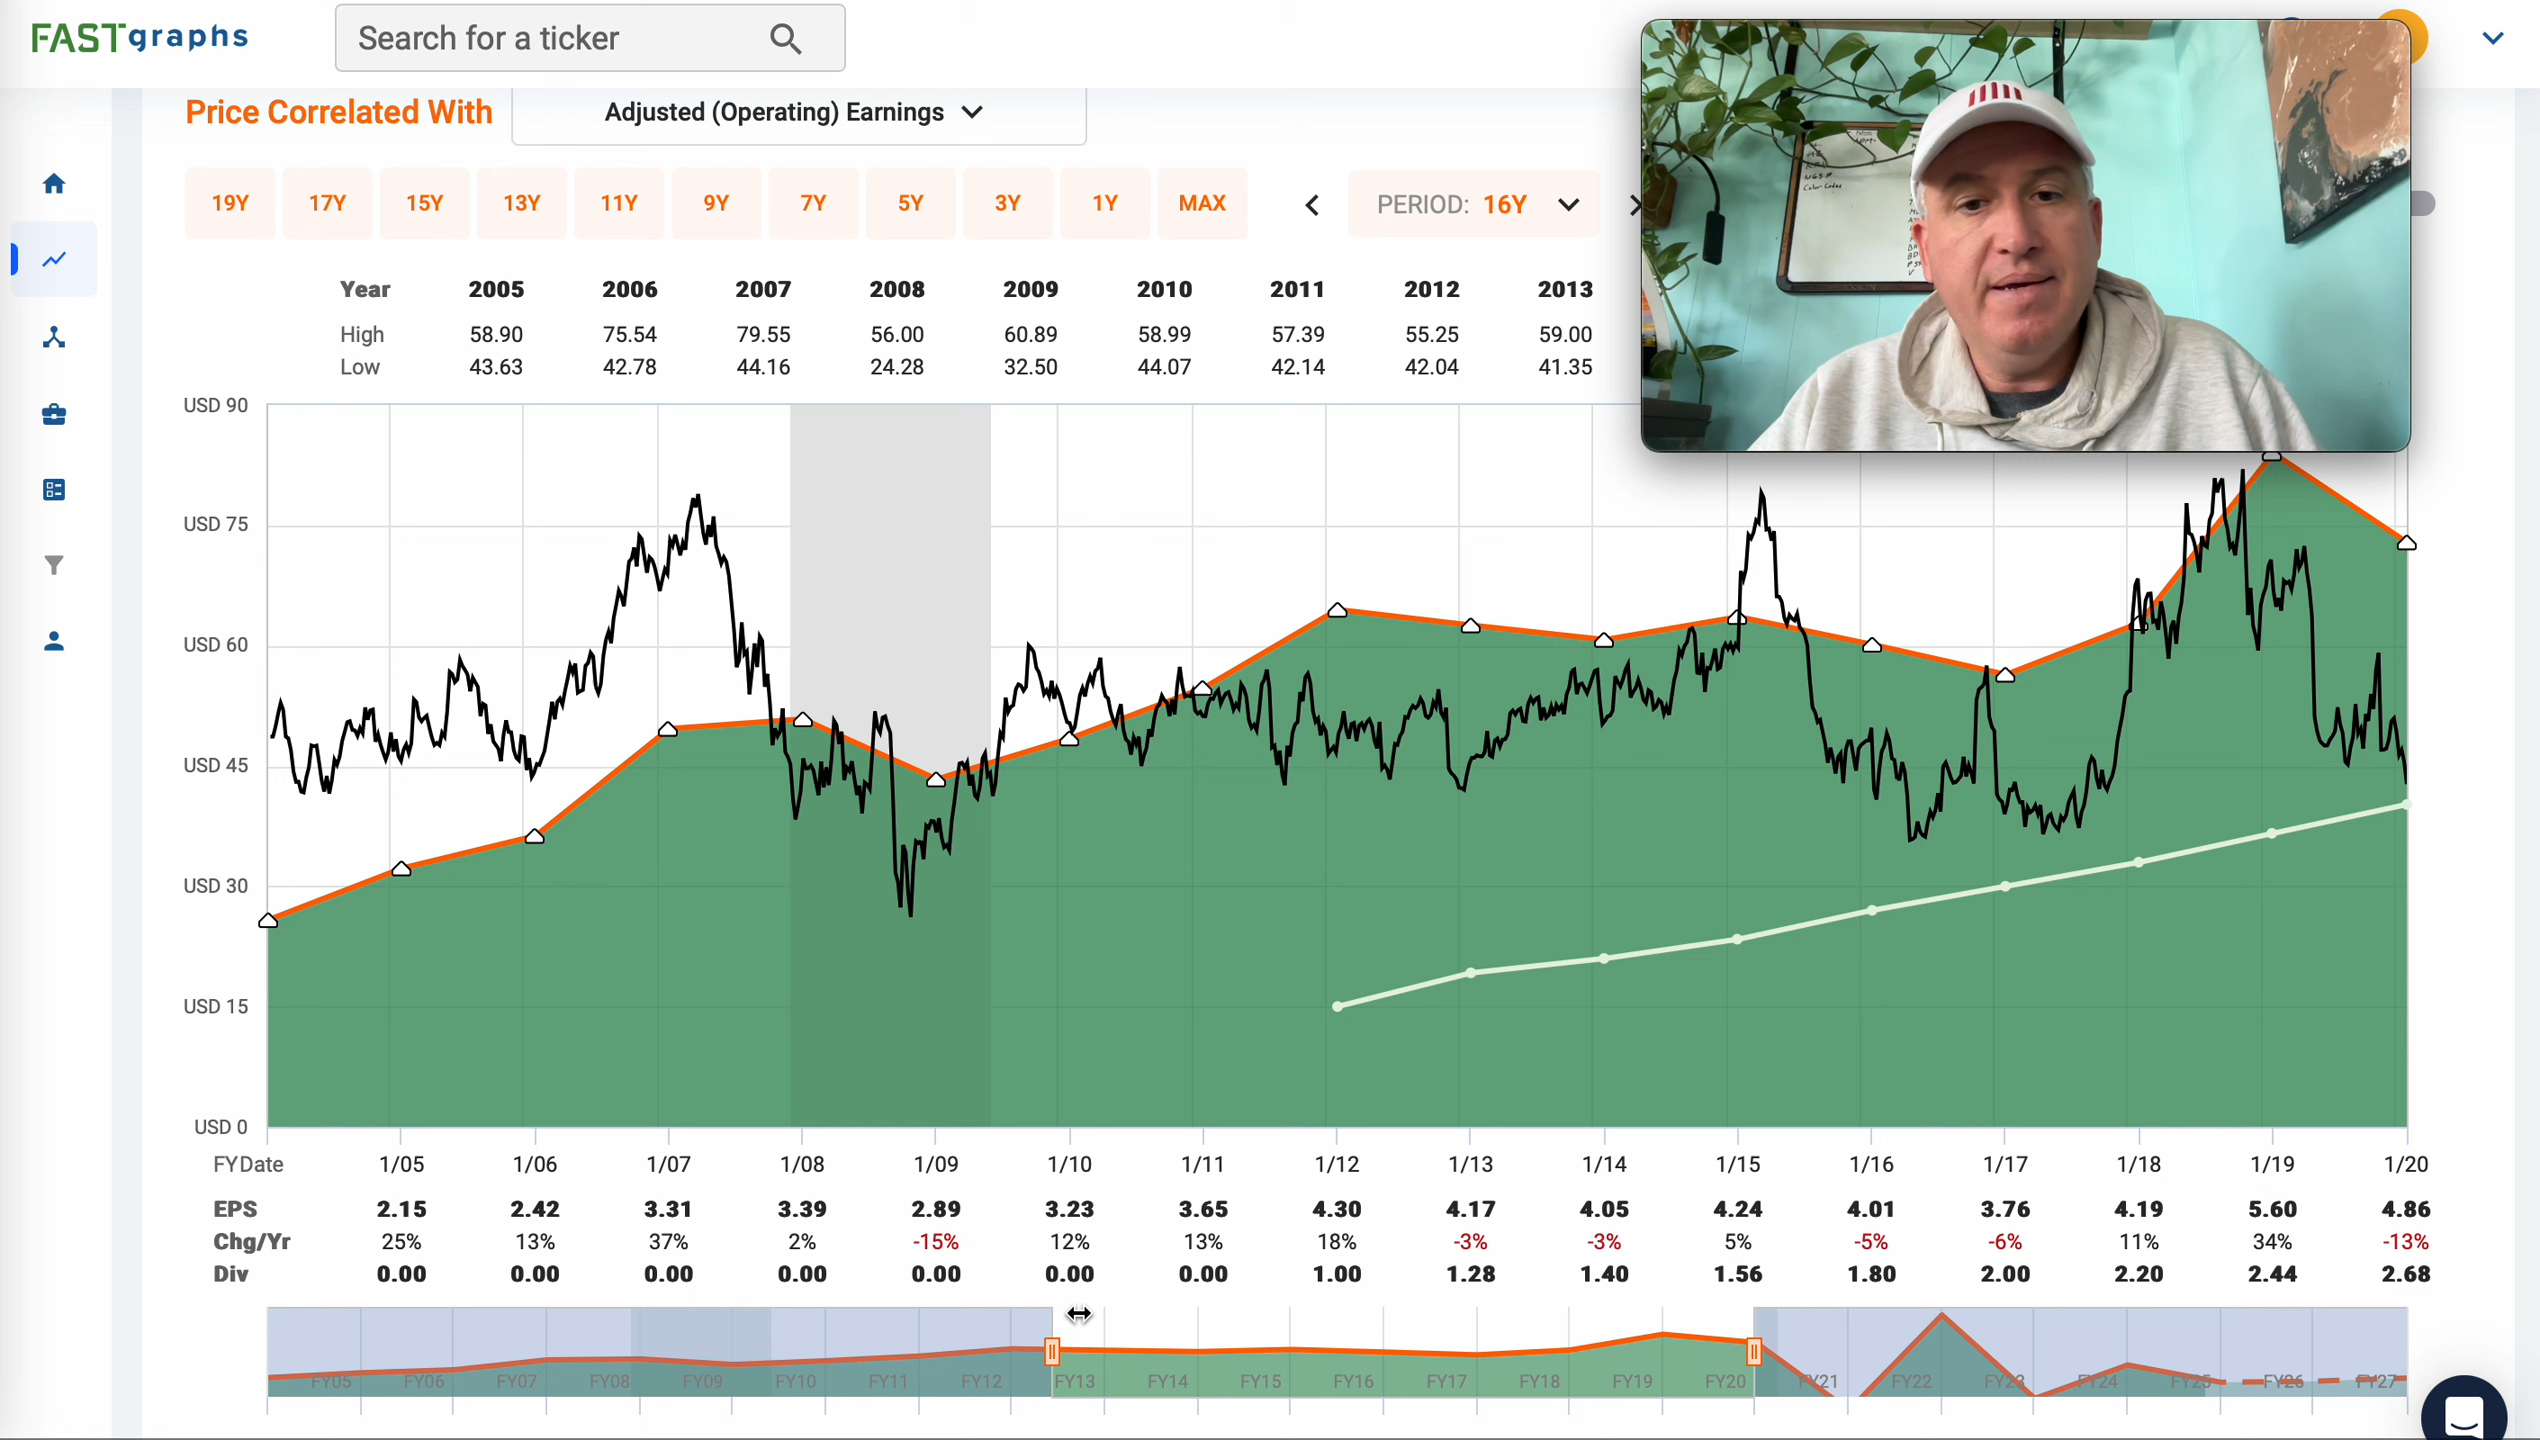 FASTgraphs
Search for a ticker
Price Correlated With
Adjusted (Operating) Earnings
19Y 17Y 15Y 13Y 11Y 9Y 7Y 5Y 3Y 1Y MAX PERIOD: 16Y
Year 2005 2006 2007 2008 2009 2010 2011 2012 2013
High 58.90 75.54 79.55 56.00 60.89 58.99 57.39 55.25 59.00
Low 43.63 42.78 44.16 24.28 32.50 44.07 42.14 42.04 41.35
USD 90
USD 75
USD 60
USD 45
USD 30
USD 15
USD 0
FYDate 1/05 1/06 1/07 1/08 1/09 1/10 1/11 1/12 1/13 1/14 1/15 1/16 1/17 1/18 1/19 1/20
EPS 2.15 2.42 3.31 3.39 2.89 3.23 3.65 4.30 4.17 4.05 4.24 4.01 3.76 4.19 5.60 4.86
Chg/Yr 25% 13% 37% 2% -15% 12% 13% 18% -3% -3% 5% -5% -6% 11% 34% -13%
Div 0.00 0.00 0.00 0.00 0.00 0.00 0.00 1.00 1.28 1.40 1.56 1.80 2.00 2.20 2.44 2.68
FY05 FY06 FY07 FY08 FY09 FY10 FY11 FY12 FY13 FY14 FY15 FY16 FY17 FY18 FY19 FY20 FY21 FY22 FY23 FY24 FY25 FY26 FY27